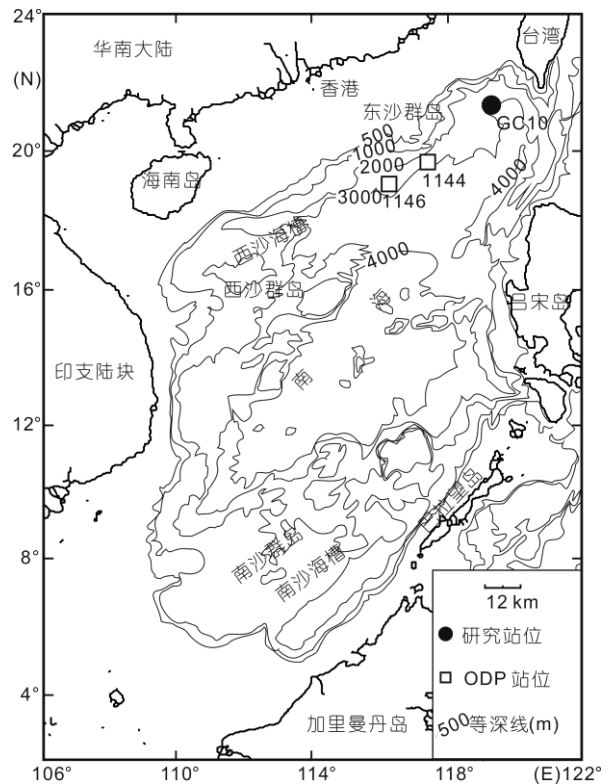 24°
(N)
20°
16°
12°
8°
4°
106°
110°
114°
118°
(E)122°
华南大陆
台湾
香港
东沙群岛
GC10
500
1000
2000
3000
1144
1146
4000
海南岛
西沙海槽
4000
西沙群岛
海
吕宋岛
印支陆块
南
南沙群岛
南沙海槽
加里曼丹岛
12 km
研究站位
ODP 站位
500 等深线(m)